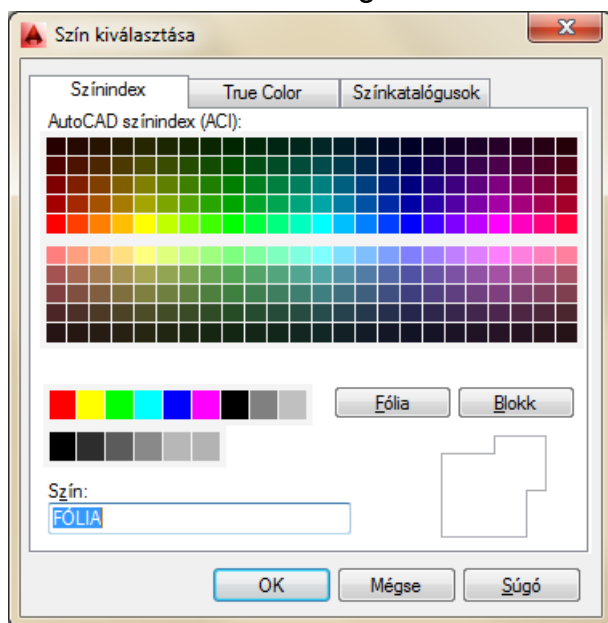 Szín kiválasztása
Színindex True Color Színkatalógusok
AutoCAD színindex (ACI):
Fólia Blokk
Szín:
FÓLIA
OK Mégse Súgó